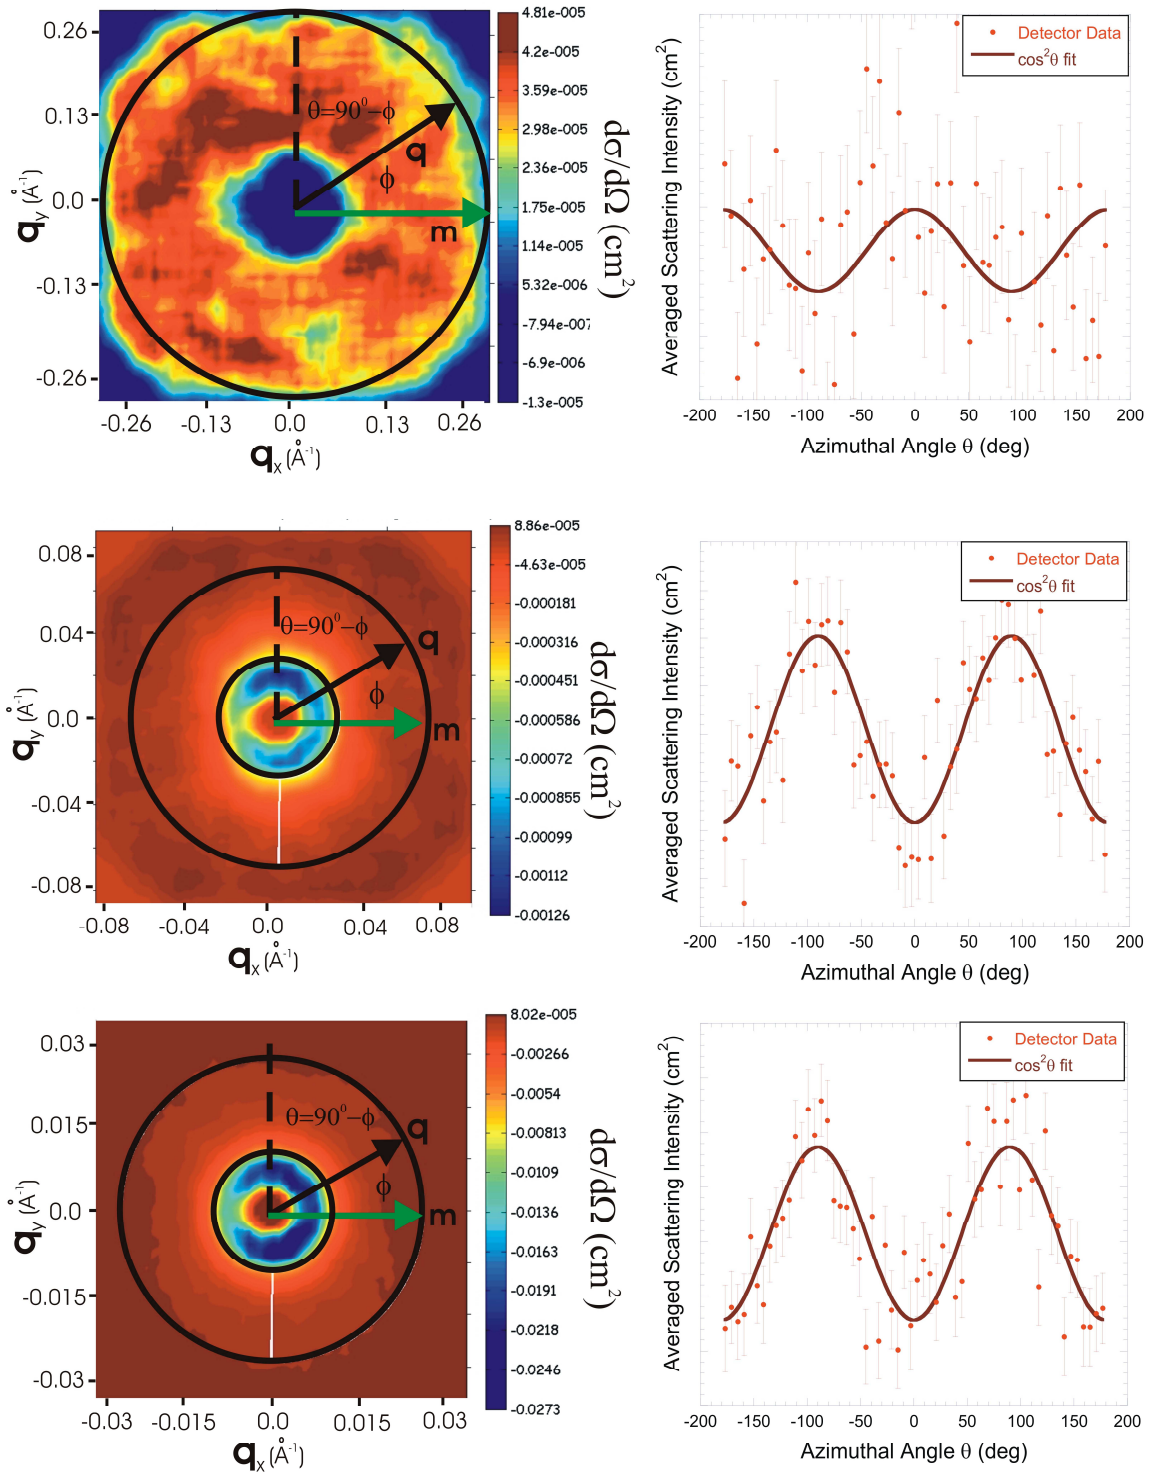 0.26
0.13
0.0
-0.13
-0.26
qy (Å-1)
-0.26 -0.13 0.0 0.13 0.26
qx (Å-1)
θ=90⁰−ϕ
q
ϕ
m
4.81e-005
4.2e-005
3.59e-005
2.98e-005
2.36e-005
1.75e-005
1.14e-005
5.32e-006
-7.94e-007
-6.9e-006
-1.3e-005
dσ/dΩ (cm²)
Averaged Scattering Intensity (cm²)
Detector Data
cos²θ fit
-200 -150 -100 -50 0 50 100 150 200
Azimuthal Angle θ (deg)
0.08
0.04
0.0
-0.04
-0.08
qy (Å-1)
-0.08 -0.04 0.0 0.04 0.08
qx (Å-1)
θ=90⁰−ϕ
q
ϕ
m
8.86e-005
-4.63e-005
-0.000181
-0.000316
-0.000451
-0.000586
-0.00072
-0.000855
-0.00099
-0.00112
-0.00126
dσ/dΩ (cm²)
Averaged Scattering Intensity (cm²)
Detector Data
cos²θ fit
-200 -150 -100 -50 0 50 100 150 200
Azimuthal Angle θ (deg)
0.03
0.015
0.0
-0.015
-0.03
qy (Å-1)
-0.03 -0.015 0.0 0.015 0.03
qx (Å-1)
θ=90⁰−ϕ
q
ϕ
m
8.02e-005
-0.00266
-0.0054
-0.00813
-0.0109
-0.0136
-0.0163
-0.0191
-0.0218
-0.0246
-0.0273
dσ/dΩ (cm²)
Averaged Scattering Intensity (cm²)
Detector Data
cos²θ fit
-200 -150 -100 -50 0 50 100 150 200
Azimuthal Angle θ (deg)